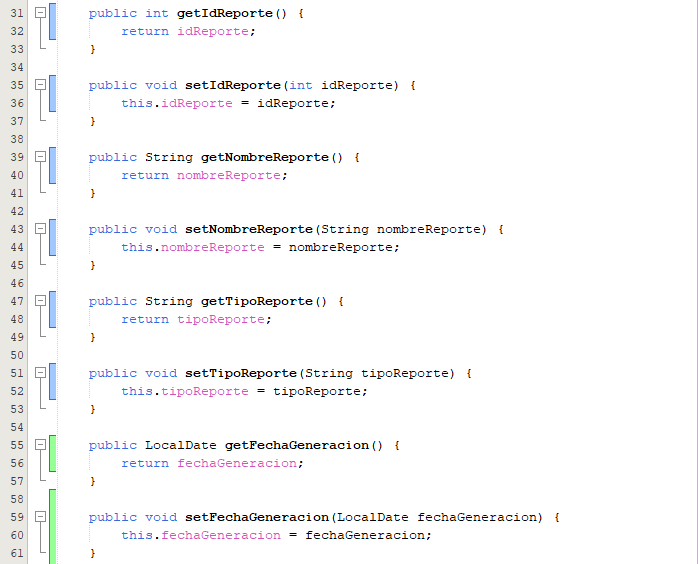 31 public int getIdReporte() {
32 return idReporte;
33 }
34
35 public void setIdReporte(int idReporte) {
36 this.idReporte = idReporte;
37 }
38
39 public String getNombreReporte() {
40 return nombreReporte;
41 }
42
43 public void setNombreReporte(String nombreReporte) {
44 this.nombreReporte = nombreReporte;
45 }
46
47 public String getTipoReporte() {
48 return tipoReporte;
49 }
50
51 public void setTipoReporte(String tipoReporte) {
52 this.tipoReporte = tipoReporte;
53 }
54
55 public LocalDate getFechaGeneracion() {
56 return fechaGeneracion;
57 }
58
59 public void setFechaGeneracion(LocalDate fechaGeneracion) {
60 this.fechaGeneracion = fechaGeneracion;
61 }